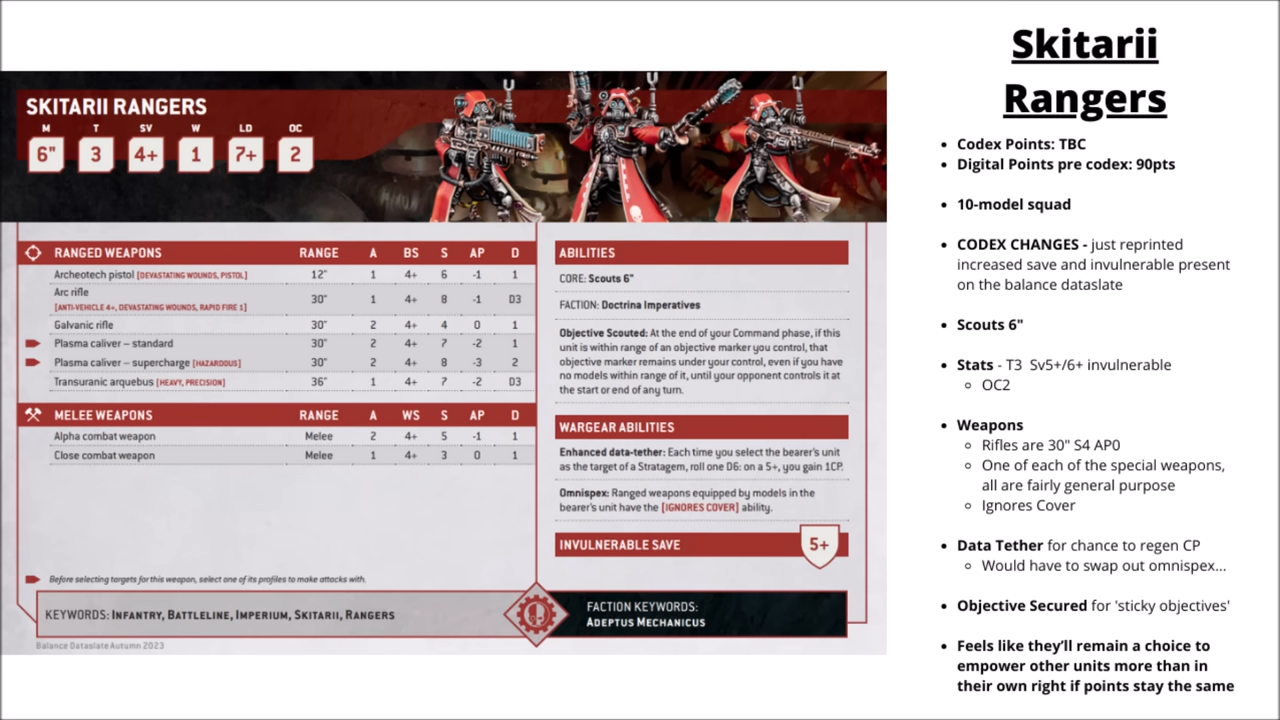 SKITARII RANGERS
M T SV W LD OC
6" 3 4+ 1 7+ 2
RANGED WEAPONS RANGE A BS S AP D
Archeotech pistol [DEVASTATING WOUNDS, PISTOL] 12" 1 4+ 6 -1 1
Arc rifle
[ANTI-VEHICLE 4+, DEVASTATING WOUNDS, RAPID FIRE 1] 30" 1 4+ 8 -1 D3
Galvanic rifle 30" 2 4+ 4 0 1
Plasma caliver – standard 30" 2 4+ 7 -2 1
Plasma caliver – supercharge [HAZARDOUS] 30" 2 4+ 8 -3 2
Transuranic arquebus [HEAVY, PRECISION] 36" 1 4+ 7 -2 D3
MELEE WEAPONS RANGE A WS S AP D
Alpha combat weapon Melee 2 4+ 5 -1 1
Close combat weapon Melee 1 4+ 3 0 1
Before selecting targets for this weapon, select one of its profiles to make attacks with.
KEYWORDS: INFANTRY, BATTLELINE, IMPERIUM, SKITARII, RANGERS
Balance Dataslate Autumn 2023
ABILITIES
CORE: Scouts 6"
FACTION: Doctrina Imperatives
Objective Scouted: At the end of your Command phase, if this
unit is within range of an objective marker you control, that
objective marker remains under your control, even if you have
no models within range of it, until your opponent controls it at
the start or end of any turn.
WARGEAR ABILITIES
Enhanced data-tether: Each time you select the bearer's unit
as the target of a Stratagem, roll one D6: on a 5+, you gain 1CP.
Omnispex: Ranged weapons equipped by models in the
bearer's unit have the [IGNORES COVER] ability.
INVULNERABLE SAVE 5+
FACTION KEYWORDS:
ADEPTUS MECHANICUS
Skitarii
Rangers
• Codex Points: TBC
• Digital Points pre codex: 90pts
• 10-model squad
• CODEX CHANGES - just reprinted
increased save and invulnerable present
on the balance dataslate
• Scouts 6"
• Stats - T3 Sv5+/6+ invulnerable
○ OC2
• Weapons
○ Rifles are 30" S4 AP0
○ One of each of the special weapons,
all are fairly general purpose
○ Ignores Cover
• Data Tether for chance to regen CP
○ Would have to swap out omnispex...
• Objective Secured for 'sticky objectives'
• Feels like they'll remain a choice to
empower other units more than in
their own right if points stay the same